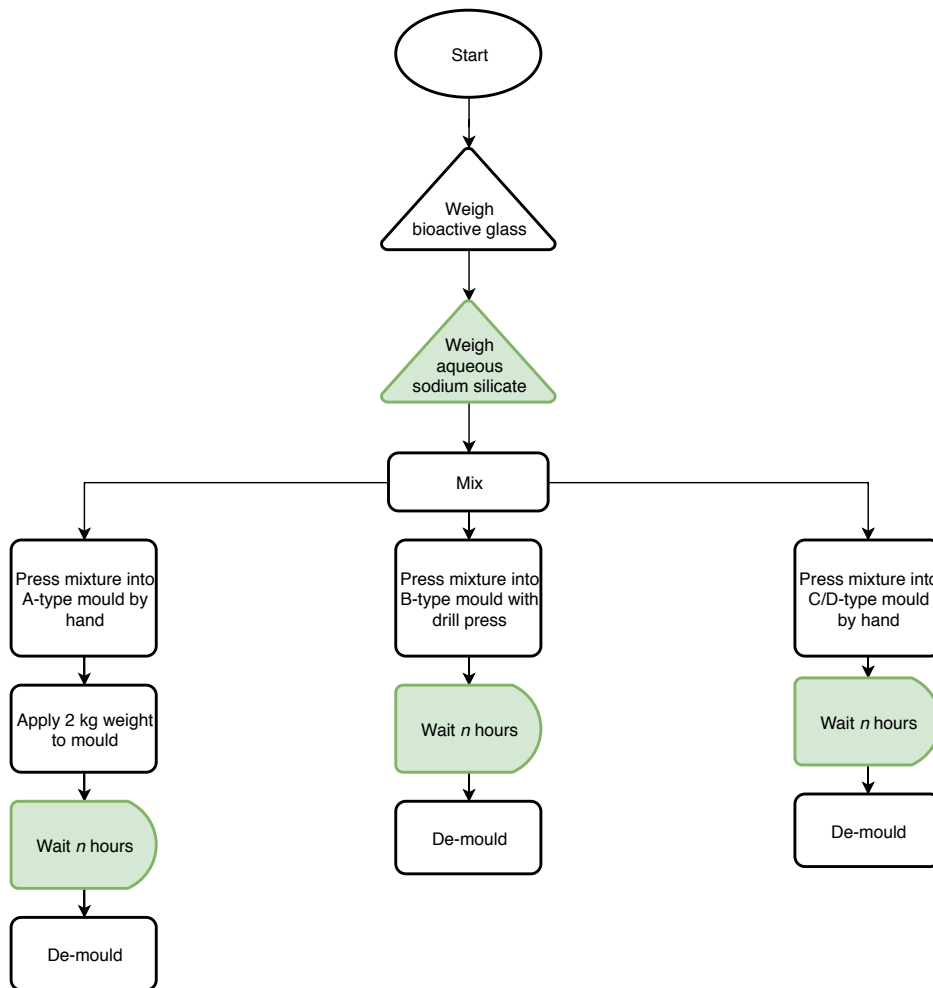 Start
Weigh
bioactive glass
Weigh
aqueous
sodium silicate
Mix
Press mixture into
A-type mould by
hand
Apply 2 kg weight
to mould
Wait n hours
De-mould
Press mixture into
B-type mould with
drill press
Wait n hours
De-mould
Press mixture into
C/D-type mould
by hand
Wait n hours
De-mould